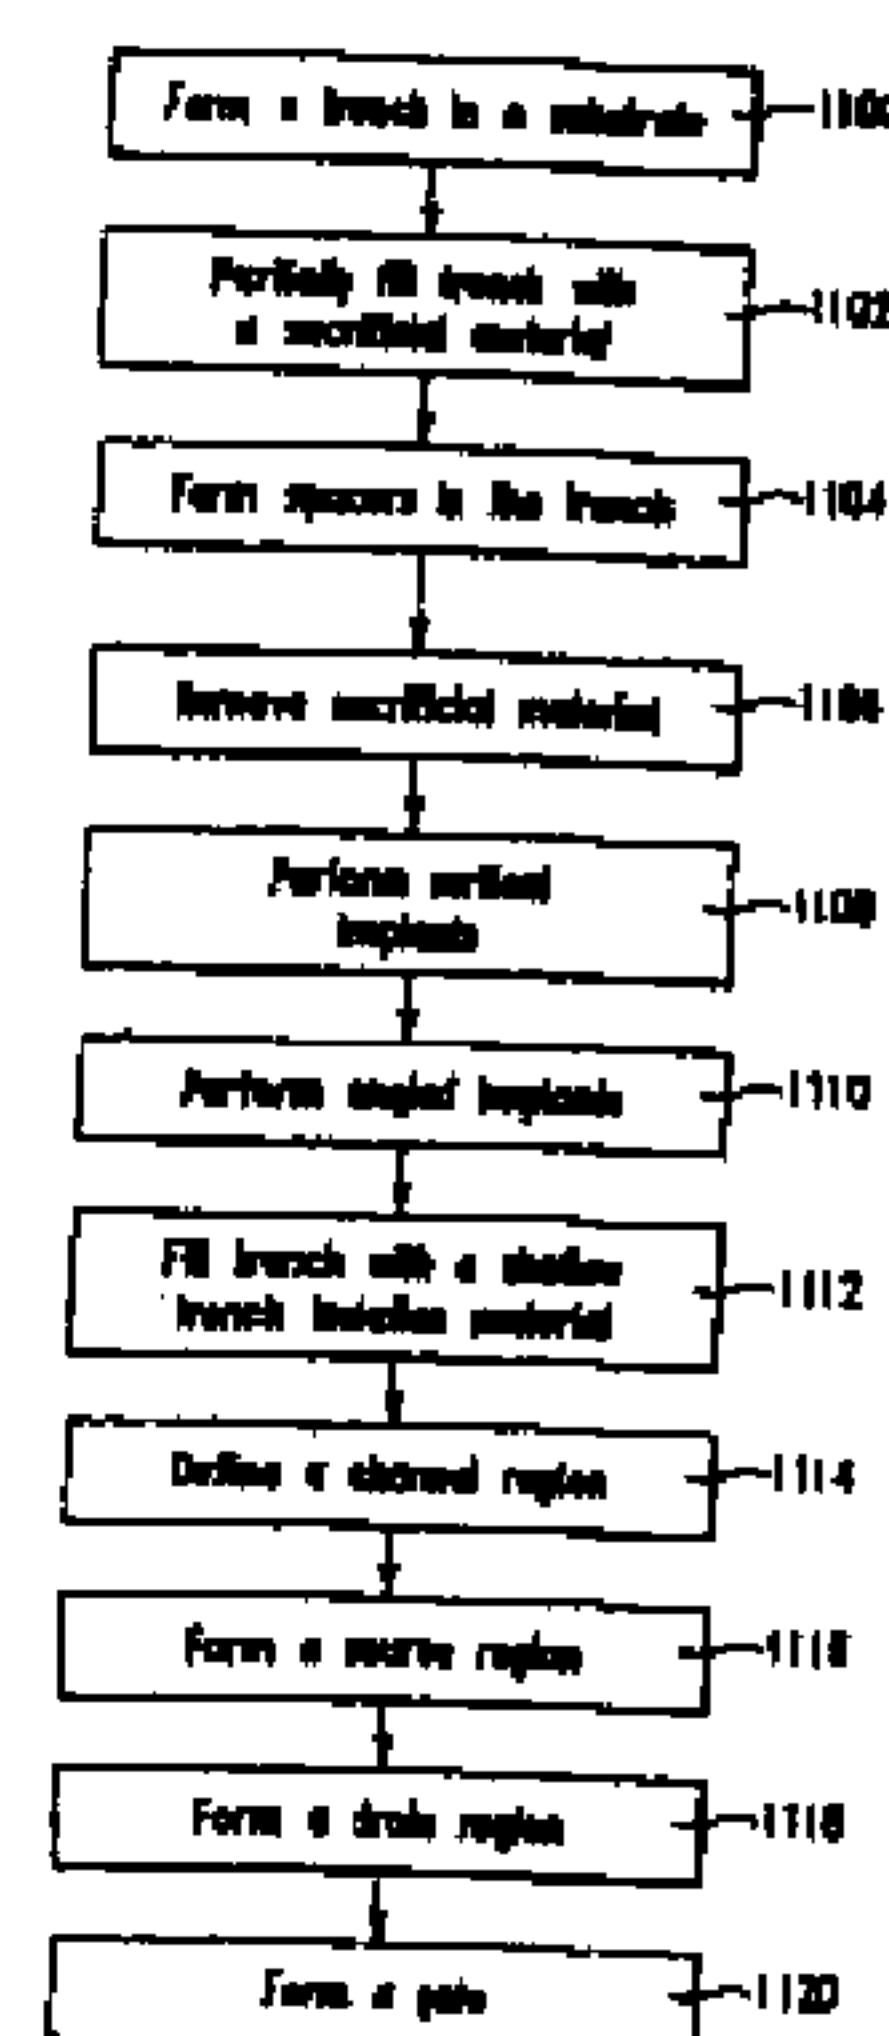 Form a trench in a substrate
1100
Partially fill trench with
a sacrificial material
1102
Form spacers in the trench
1104
Remove sacrificial material
1106
Perform vertical
implants
1108
Perform angled implants
1110
Fill trench with a shallow
trench isolation material
1112
Define a channel region
1114
Form a source region
1116
Form a drain region
1118
Form a gate
1120